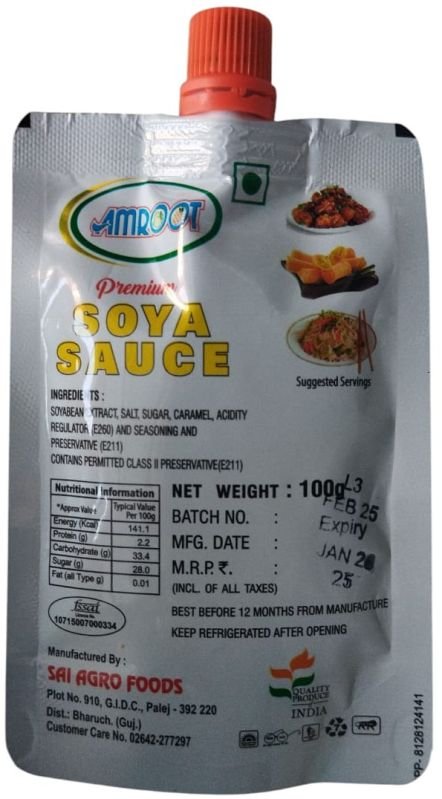 AMROOT
Premium
SOYA
SAUCE
Suggested Servings
INGREDIENTS :
SOYABEAN EXTRACT, SALT, SUGAR, CARAMEL, ACIDITY
REGULATOR(E260) AND SEASONING AND
PRESERVATIVE (E211)
CONTAINS PERMITTED CLASS II PRESERVATIVE(E211)
Nutritional Information
*Approx Value Typical Value Per 100g
Energy (Kcal) 141.1
Protein (g) 2.2
Carbohydrate (g) 33.4
Sugar (g) 28.0
Fat (all Type g) 0.01
NET WEIGHT : 100g
BATCH NO. : L3
MFG. DATE : FEB 25
Expiry
JAN 26
M.R.P. ₹. : 25
(INCL. OF ALL TAXES)
BEST BEFORE 12 MONTHS FROM MANUFACTURE
KEEP REFRIGERATED AFTER OPENING
fssai
Licence No.
10715007000334
Manufactured By :
SAI AGRO FOODS
Plot No. 910, G.I.D.C., Palej - 392 220
Dist.: Bharuch. (Guj.)
Customer Care No. 02642-277297
QUALITY
PRODUCE
of
INDIA
PP- 8128124141